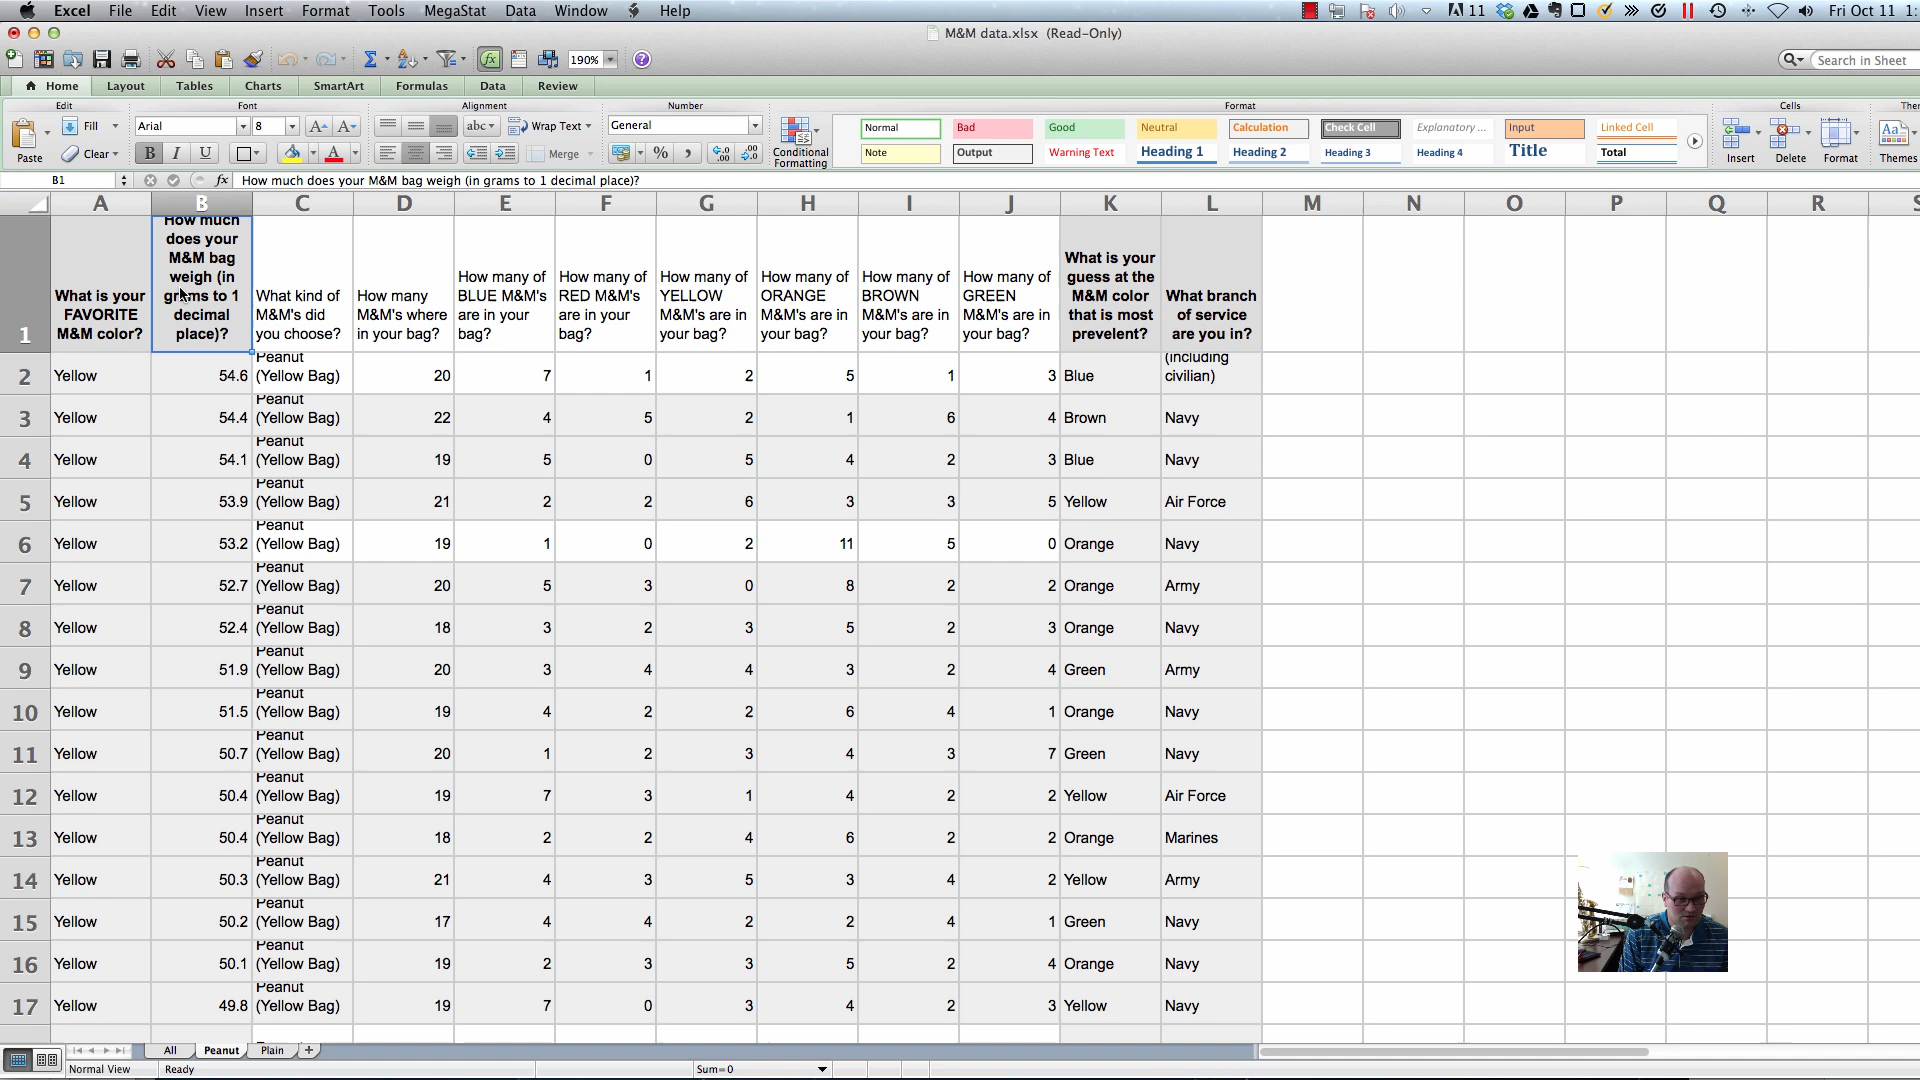 Excel File Edit View Insert Format Tools MegaStat Data Window Help
11 Fri Oct 11 1:
M&M data.xlsx (Read-Only)
190% Search in Sheet
Home Layout Tables Charts SmartArt Formulas Data Review
Edit Font Alignment Number Format Cells Ther
Fill Arial 8 abc Wrap Text General Normal Bad Good Neutral Calculation Check Cell Explanatory ... Input Linked Cell
Paste Clear B I U A Merge % Conditional Formatting Note Output Warning Text Heading 1 Heading 2 Heading 3 Heading 4 Title Total Insert Delete Format Themes
B1 fx How much does your M&M bag weigh (in grams to 1 decimal place)?
A B C D E F G H I J K L M N O P Q R S
1 What is your FAVORITE M&M color? How much does your M&M bag weigh (in grams to 1 decimal place)? What kind of M&M's did you choose? How many M&M's where in your bag? How many of BLUE M&M's are in your bag? How many of RED M&M's are in your bag? How many of YELLOW M&M's are in your bag? How many of ORANGE M&M's are in your bag? How many of BROWN M&M's are in your bag? How many of GREEN M&M's are in your bag? What is your guess at the M&M color that is most prevelent? What branch of service are you in?
2 Yellow 54.6 Peanut (Yellow Bag) 20 7 1 2 5 1 3 Blue (including civilian)
3 Yellow 54.4 Peanut (Yellow Bag) 22 4 5 2 1 6 4 Brown Navy
4 Yellow 54.1 Peanut (Yellow Bag) 19 5 0 5 4 2 3 Blue Navy
5 Yellow 53.9 Peanut (Yellow Bag) 21 2 2 6 3 3 5 Yellow Air Force
6 Yellow 53.2 Peanut (Yellow Bag) 19 1 0 2 11 5 0 Orange Navy
7 Yellow 52.7 Peanut (Yellow Bag) 20 5 3 0 8 2 2 Orange Army
8 Yellow 52.4 Peanut (Yellow Bag) 18 3 2 3 5 2 3 Orange Navy
9 Yellow 51.9 Peanut (Yellow Bag) 20 3 4 4 3 2 4 Green Army
10 Yellow 51.5 Peanut (Yellow Bag) 19 4 2 2 6 4 1 Orange Navy
11 Yellow 50.7 Peanut (Yellow Bag) 20 1 2 3 4 3 7 Green Navy
12 Yellow 50.4 Peanut (Yellow Bag) 19 7 3 1 4 2 2 Yellow Air Force
13 Yellow 50.4 Peanut (Yellow Bag) 18 2 2 4 6 2 2 Orange Marines
14 Yellow 50.3 Peanut (Yellow Bag) 21 4 3 5 3 4 2 Yellow Army
15 Yellow 50.2 Peanut (Yellow Bag) 17 4 4 2 2 4 1 Green Navy
16 Yellow 50.1 Peanut (Yellow Bag) 19 2 3 3 5 2 4 Orange Navy
17 Yellow 49.8 Peanut (Yellow Bag) 19 7 0 3 4 2 3 Yellow Navy
All Peanut Plain +
Normal View Ready Sum=0